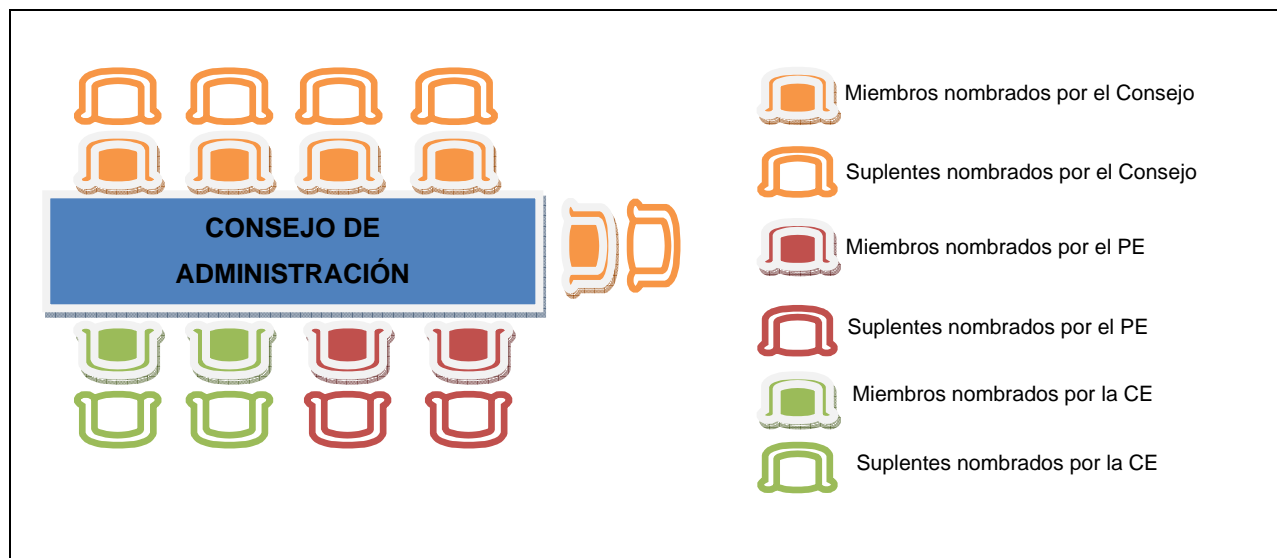 CONSEJO DE
ADMINISTRACIÓN
Miembros nombrados por el Consejo
Suplentes nombrados por el Consejo
Miembros nombrados por el PE
Suplentes nombrados por el PE
Miembros nombrados por la CE
Suplentes nombrados por la CE